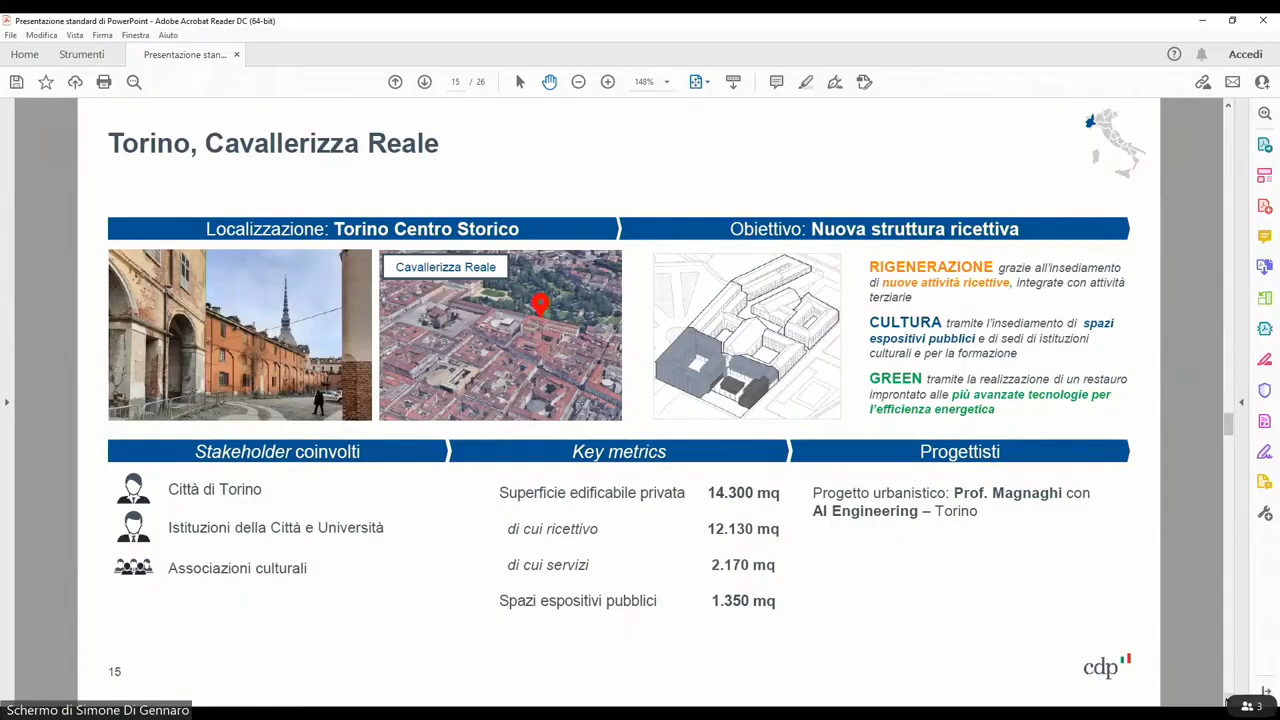 Presentazione standard di PowerPoint - Adobe Acrobat Reader DC (64-bit)
File Modifica Vista Firma Finestra Aiuto
Home Strumenti Presentazione stan... × Accedi
15 / 26 148%
Torino, Cavallerizza Reale
Localizzazione: Torino Centro Storico
Obiettivo: Nuova struttura ricettiva
Cavallerizza Reale
RIGENERAZIONE grazie all'insediamento
di nuove attività ricettive, integrate con attività
terziarie
CULTURA tramite l'insediamento di spazi
espositivi pubblici e di sedi di istituzioni
culturali e per la formazione
GREEN tramite la realizzazione di un restauro
improntato alle più avanzate tecnologie per
l'efficienza energetica
Stakeholder coinvolti
Città di Torino
Istituzioni della Città e Università
Associazioni culturali
Key metrics
Superficie edificabile privata 14.300 mq
di cui ricettivo 12.130 mq
di cui servizi 2.170 mq
Spazi espositivi pubblici 1.350 mq
Progettisti
Progetto urbanistico: Prof. Magnaghi con
AI Engineering – Torino
15
cdp
Schermo di Simone Di Gennaro
3